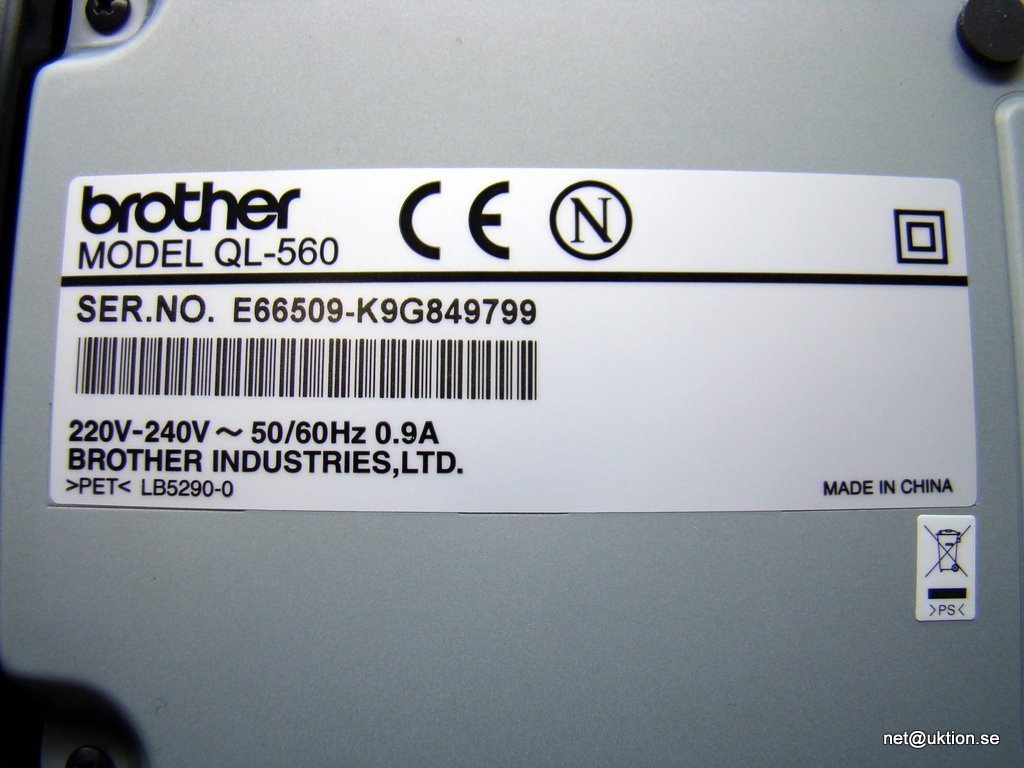 brother
MODEL QL-560
CE N
SER.NO. E66509-K9G849799
220V-240V ~ 50/60Hz 0.9A
BROTHER INDUSTRIES,LTD.
>PET< LB5290-0
MADE IN CHINA
>PS<
net@uktion.se